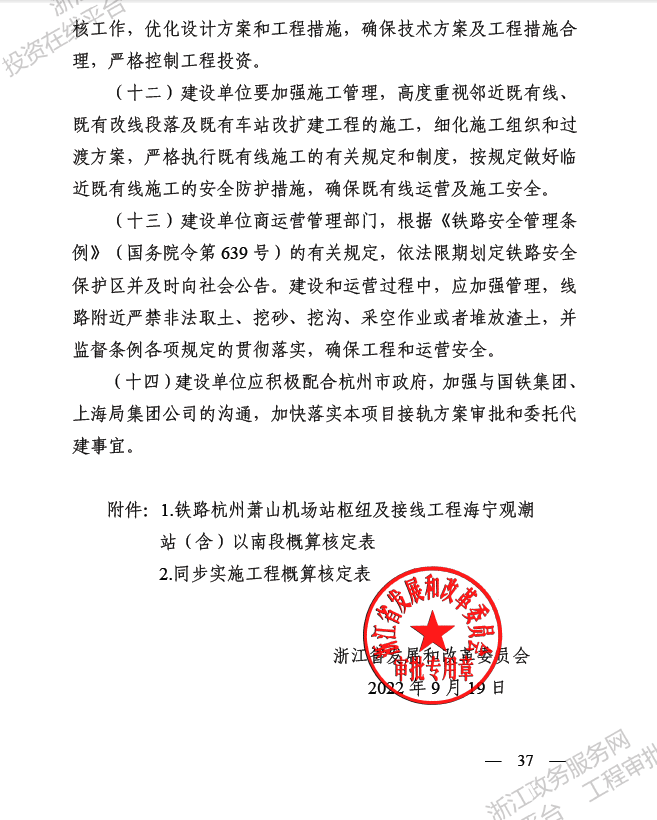 浙江政务服务网
投资在线平台
核工作，优化设计方案和工程措施，确保技术方案及工程措施合
理，严格控制工程投资。
（十二）建设单位要加强施工管理，高度重视邻近既有线、
既有改线段落及既有车站改扩建工程的施工，细化施工组织和过
渡方案，严格执行既有线施工的有关规定和制度，按规定做好临
近既有线施工的安全防护措施，确保既有线运营及施工安全。
（十三）建设单位商运营管理部门，根据《铁路安全管理条
例》（国务院令第 639 号）的有关规定，依法限期划定铁路安全
保护区并及时向社会公告。建设和运营过程中，应加强管理，线
路附近严禁非法取土、挖砂、挖沟、采空作业或者堆放渣土，并
监督条例各项规定的贯彻落实，确保工程和运营安全。
（十四）建设单位应积极配合杭州市政府，加强与国铁集团、
上海局集团公司的沟通，加快落实本项目接轨方案审批和委托代
建事宜。
附件：1.铁路杭州萧山机场站枢纽及接线工程海宁观潮
站（含）以南段概算核定表
2.同步实施工程概算核定表
浙江省发展和改革委员会
审批专用章
浙江省发展和改革委员会
2022 年 9 月 19 日
— 37 —
浙江政务服务网
平台 工程审批